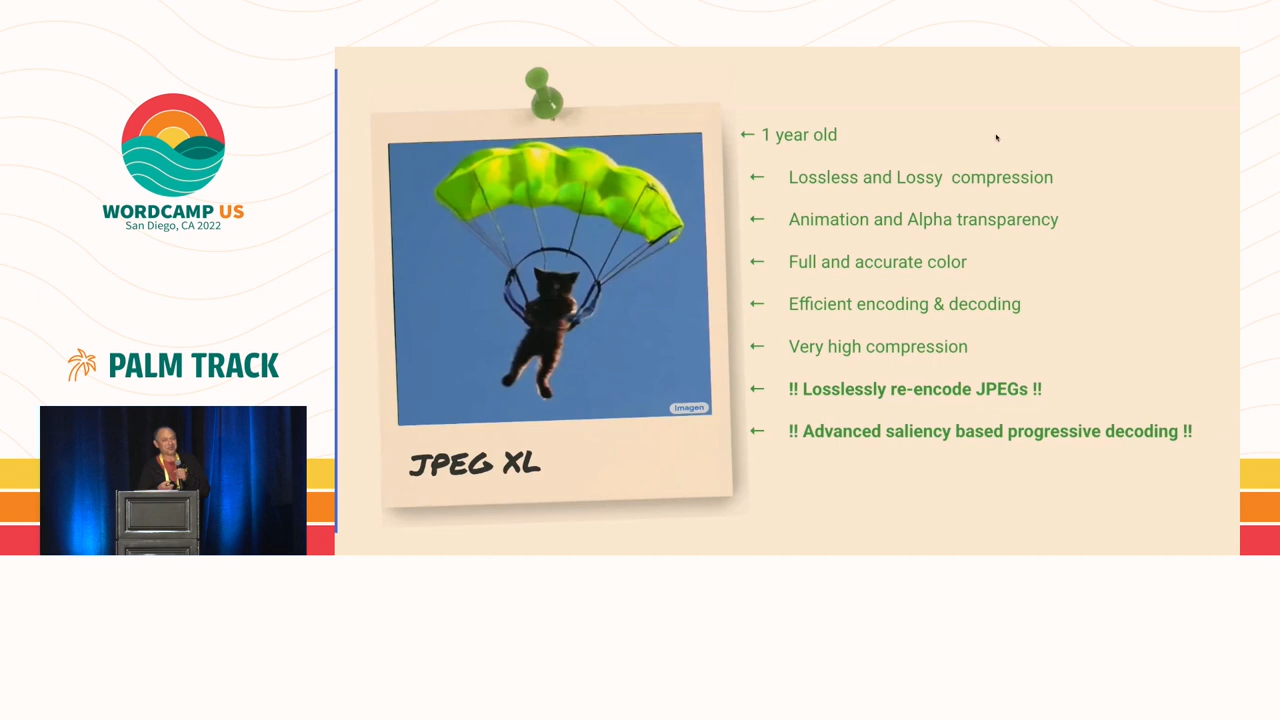 WORDCAMP US
San Diego, CA 2022
PALM TRACK
Imagen
JPEG XL
← 1 year old
← Lossless and Lossy compression
← Animation and Alpha transparency
← Full and accurate color
← Efficient encoding & decoding
← Very high compression
← !! Losslessly re-encode JPEGs !!
← !! Advanced saliency based progressive decoding !!